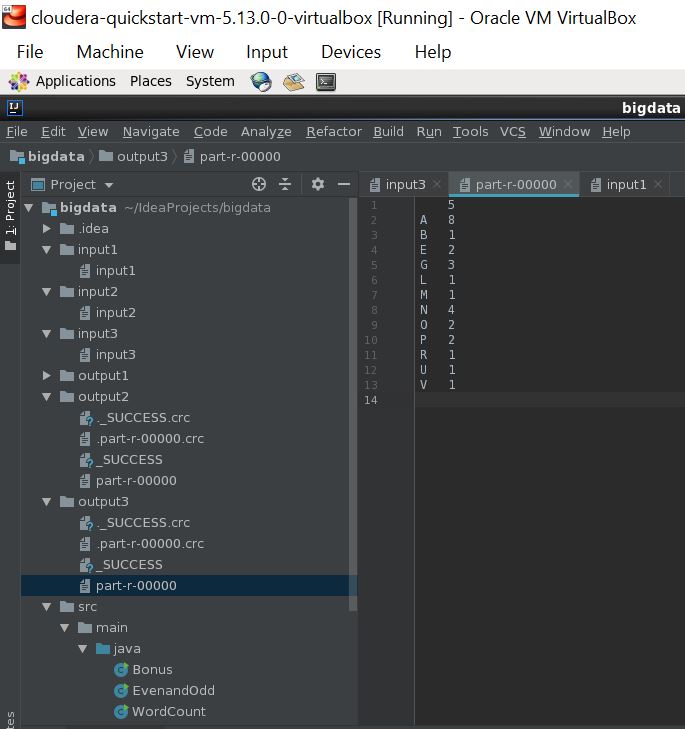 cloudera-quickstart-vm-5.13.0-0-virtualbox [Running] - Oracle VM VirtualBox
File Machine View Input Devices Help
Applications Places System
bigdata
File Edit View Navigate Code Analyze Refactor Build Run Tools VCS Window Help
bigdata output3 part-r-00000
1: Project
Project
input3 part-r-00000 input1
bigdata ~/IdeaProjects/bigdata
.idea
input1
input1
input2
input2
input3
input3
output1
output2
._SUCCESS.crc
.part-r-00000.crc
_SUCCESS
part-r-00000
output3
._SUCCESS.crc
.part-r-00000.crc
_SUCCESS
part-r-00000
src
main
java
Bonus
EvenandOdd
WordCount
1 5
2 A 8
3 B 1
4 E 2
5 G 3
6 L 1
7 M 1
8 N 4
9 O 2
10 P 2
11 R 1
12 U 1
13 V 1
14